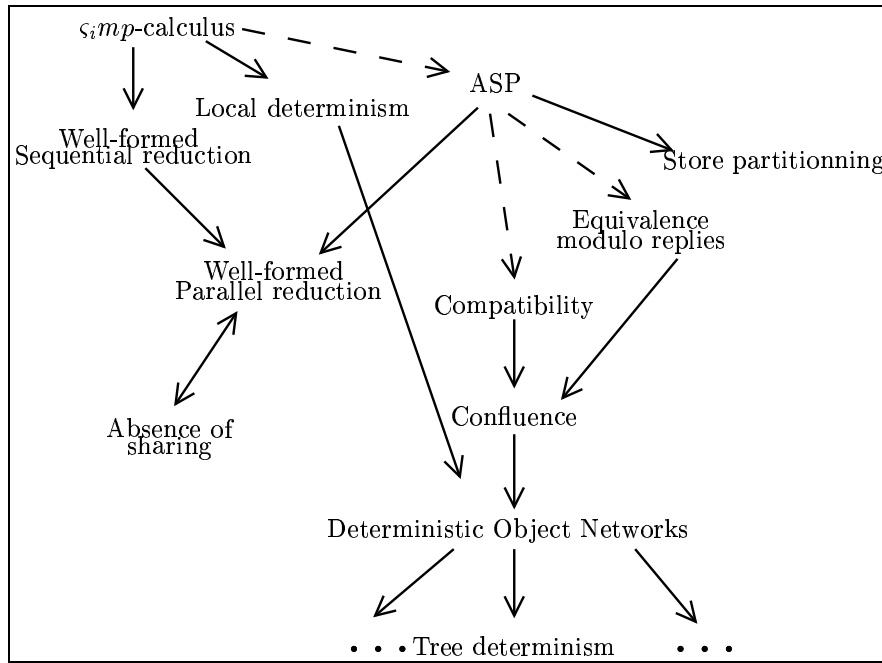 ςᵢmp-calculus
ASP
Local determinism
Well-formed
Sequential reduction
Store partitionning
Equivalence
modulo replies
Well-formed
Parallel reduction
Compatibility
Absence of
sharing
Confluence
Deterministic Object Networks
• • • Tree determinism • • •